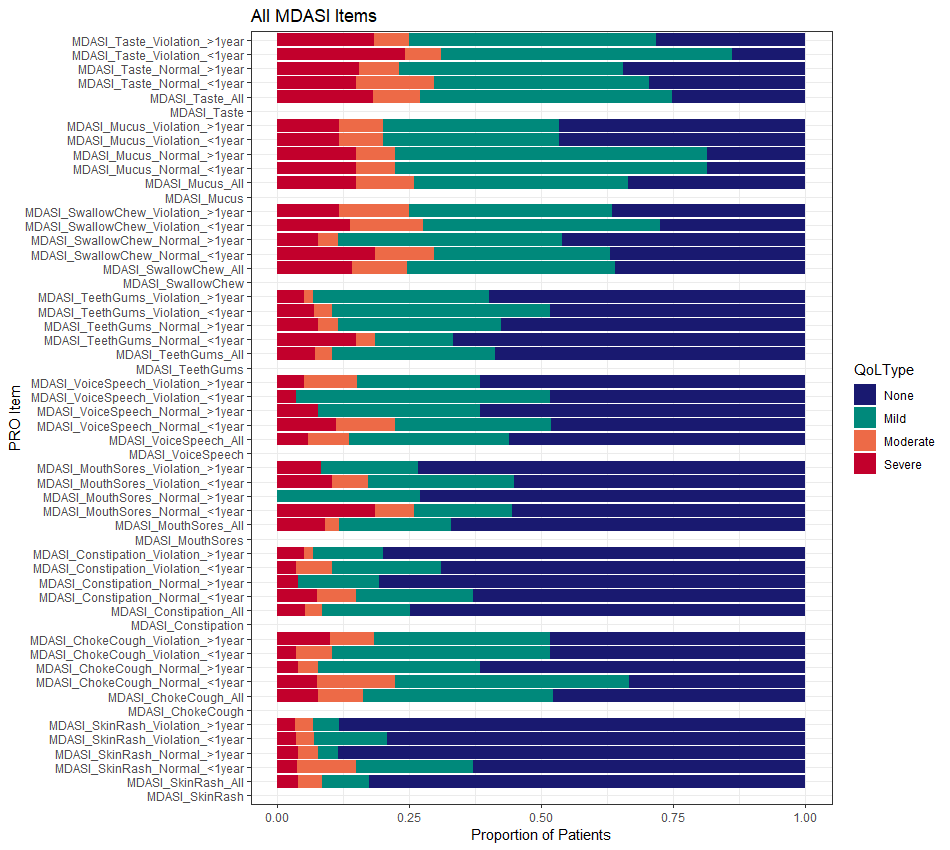 All MDASI Items
MDASI_Taste_Violation_>1year
MDASI_Taste_Violation_<1year
MDASI_Taste_Normal_>1year
MDASI_Taste_Normal_<1year
MDASI_Taste_All
MDASI_Taste
MDASI_Mucus_Violation_>1year
MDASI_Mucus_Violation_<1year
MDASI_Mucus_Normal_>1year
MDASI_Mucus_Normal_<1year
MDASI_Mucus_All
MDASI_Mucus
MDASI_SwallowChew_Violation_>1year
MDASI_SwallowChew_Violation_<1year
MDASI_SwallowChew_Normal_>1year
MDASI_SwallowChew_Normal_<1year
MDASI_SwallowChew_All
MDASI_SwallowChew
MDASI_TeethGums_Violation_>1year
MDASI_TeethGums_Violation_<1year
MDASI_TeethGums_Normal_>1year
MDASI_TeethGums_Normal_<1year
MDASI_TeethGums_All
MDASI_TeethGums
MDASI_VoiceSpeech_Violation_>1year
MDASI_VoiceSpeech_Violation_<1year
MDASI_VoiceSpeech_Normal_>1year
MDASI_VoiceSpeech_Normal_<1year
MDASI_VoiceSpeech_All
MDASI_VoiceSpeech
MDASI_MouthSores_Violation_>1year
MDASI_MouthSores_Violation_<1year
MDASI_MouthSores_Normal_>1year
MDASI_MouthSores_Normal_<1year
MDASI_MouthSores_All
MDASI_MouthSores
MDASI_Constipation_Violation_>1year
MDASI_Constipation_Violation_<1year
MDASI_Constipation_Normal_>1year
MDASI_Constipation_Normal_<1year
MDASI_Constipation_All
MDASI_Constipation
MDASI_ChokeCough_Violation_>1year
MDASI_ChokeCough_Violation_<1year
MDASI_ChokeCough_Normal_>1year
MDASI_ChokeCough_Normal_<1year
MDASI_ChokeCough_All
MDASI_ChokeCough
MDASI_SkinRash_Violation_>1year
MDASI_SkinRash_Violation_<1year
MDASI_SkinRash_Normal_>1year
MDASI_SkinRash_Normal_<1year
MDASI_SkinRash_All
MDASI_SkinRash
PRO Item
0.00 0.25 0.50 0.75 1.00
Proportion of Patients
QoLType
None
Mild
Moderate
Severe